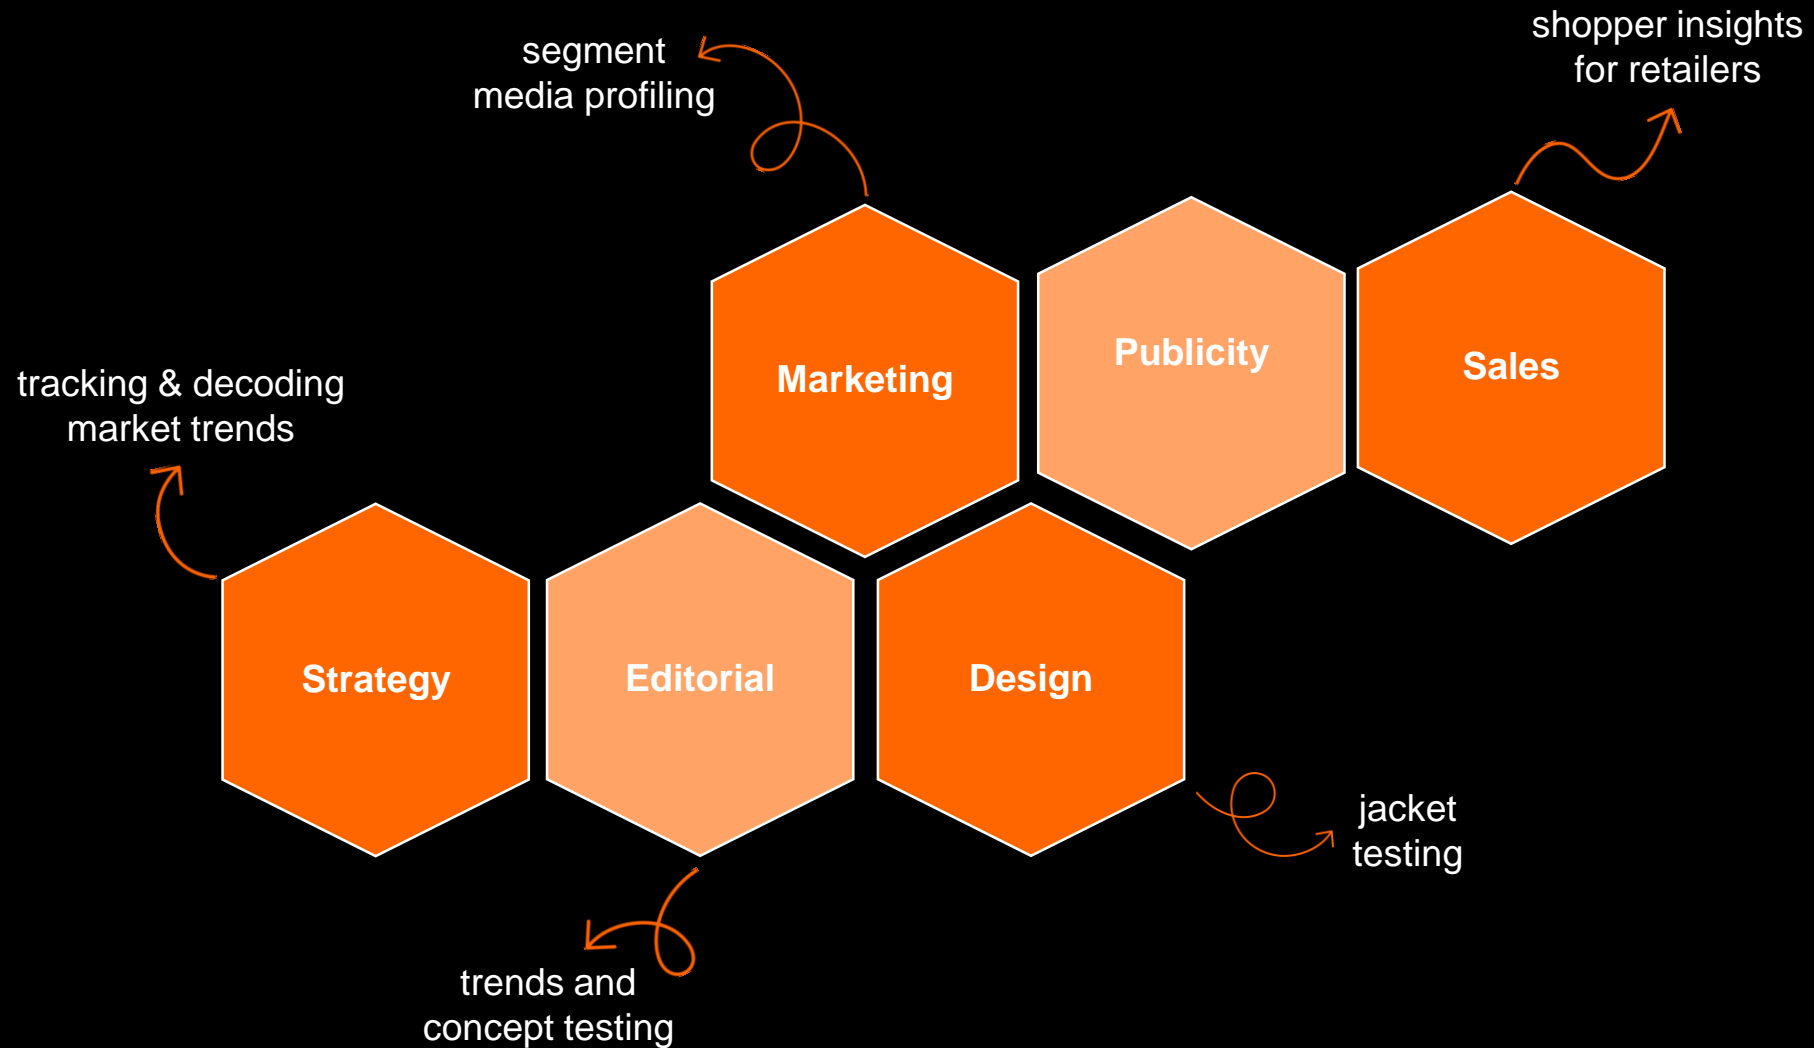 shopper insights
for retailers
segment
media profiling
Marketing
Publicity
Sales
tracking & decoding
market trends
Strategy
Editorial
Design
jacket
testing
trends and
concept testing